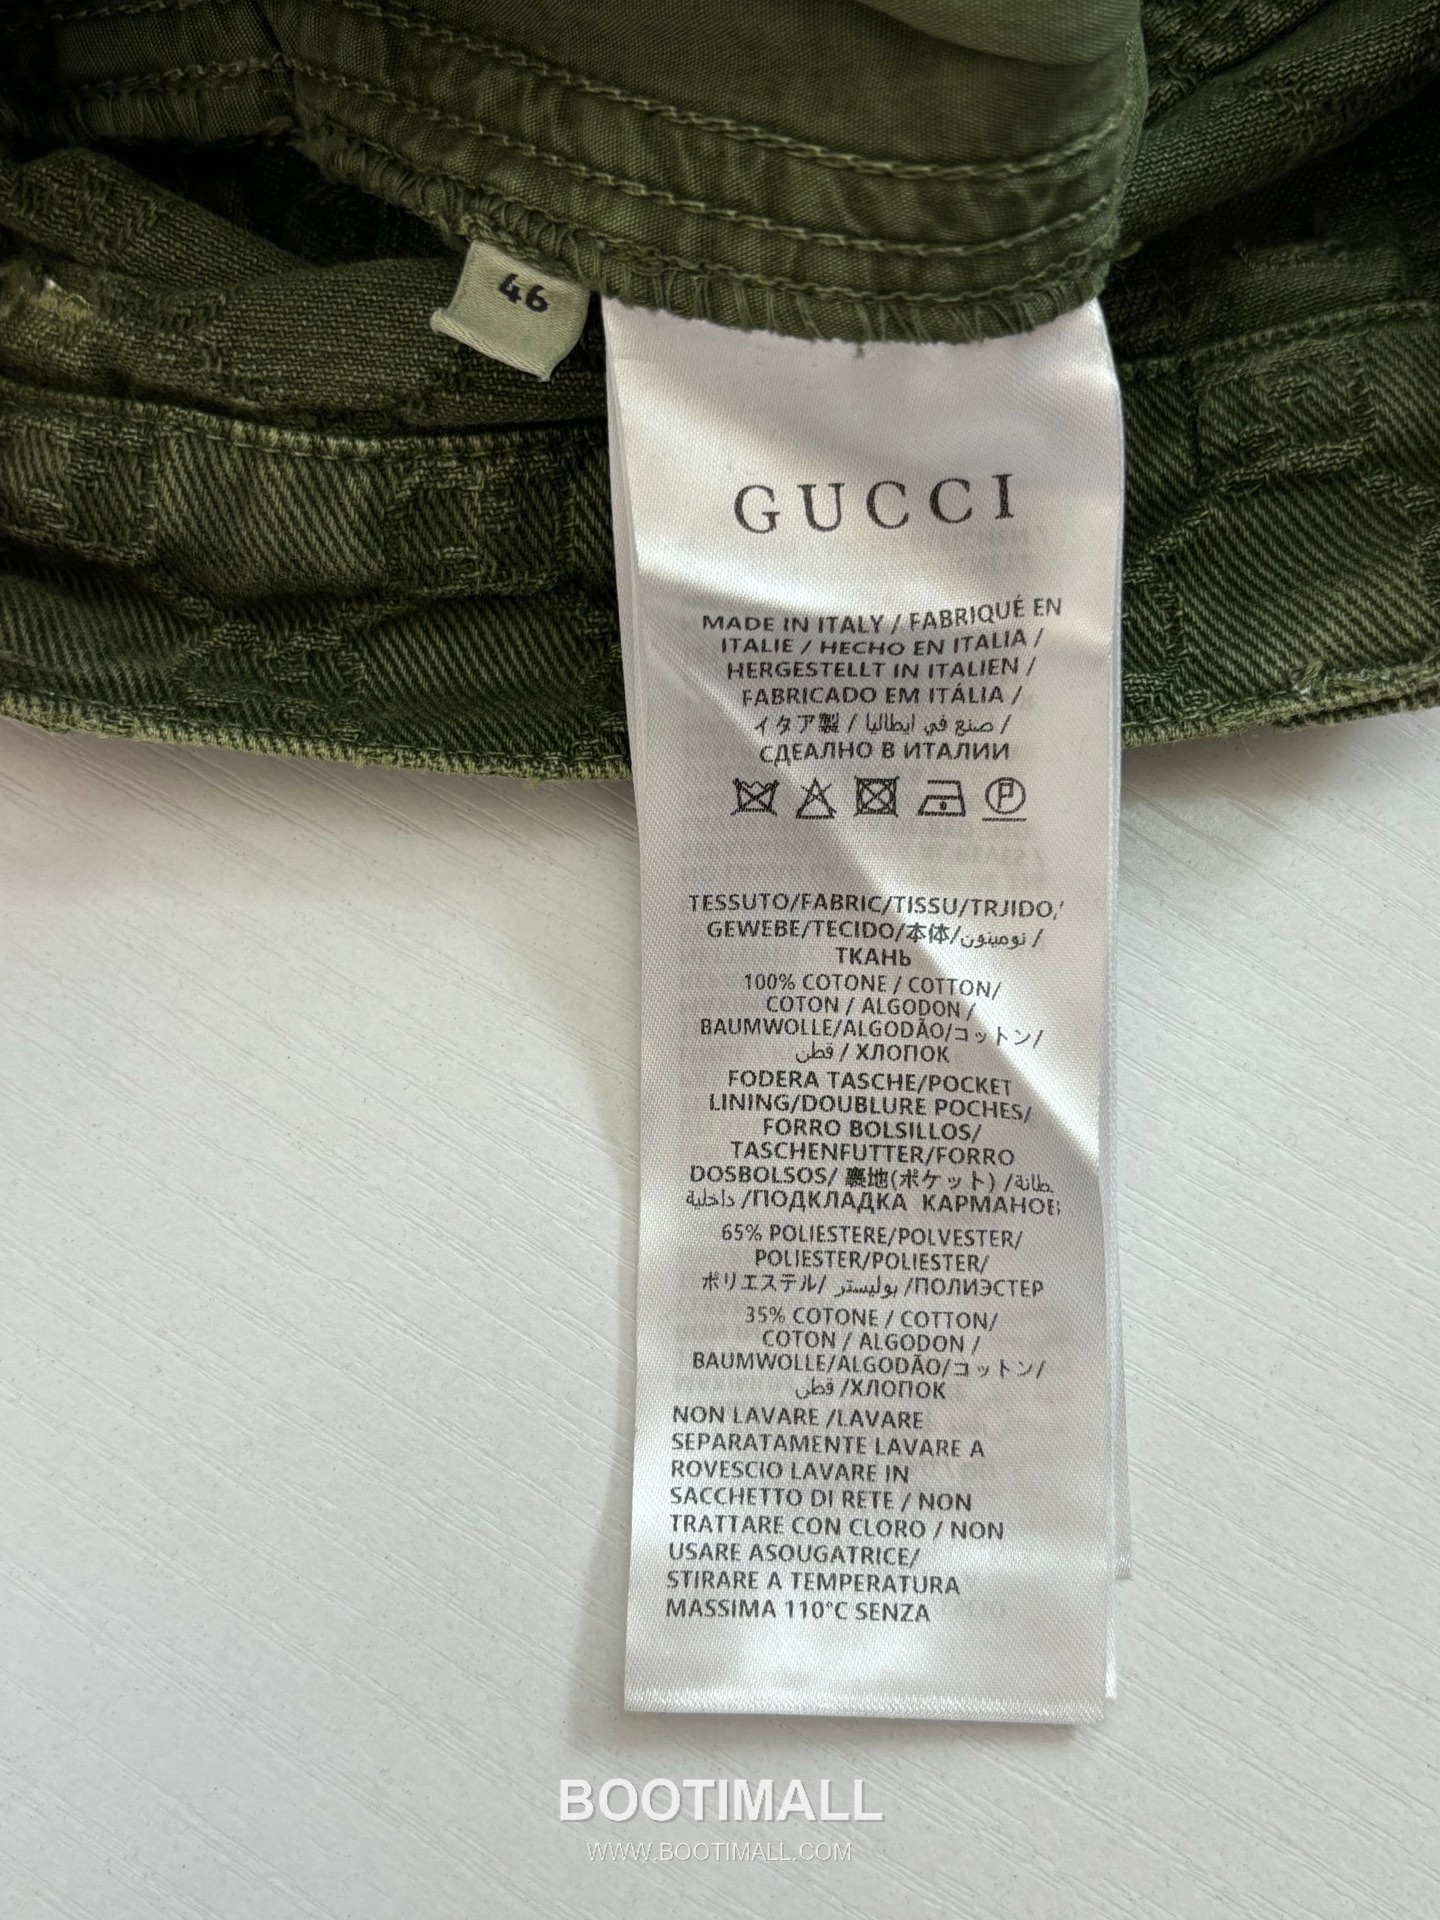 46
GUCCI
MADE IN ITALY / FABRIQUÉ EN
ITALIE / HECHO EN ITALIA /
HERGESTELLT IN ITALIEN /
FABRICADO EM ITÁLIA /
イタア製 / صنع في ايطاليا /
СДЕАЛНО В ИТАЛИИ
P
TESSUTO/FABRIC/TISSU/TRJIDO/
GEWEBE/TECIDO/本体/نومينون/
ТКАНЬ
100% COTONE / COTTON/
COTON / ALGODON /
BAUMWOLLE/ALGODÃO/コットン/
قطن / ХЛОПОК
FODERA TASCHE/POCKET
LINING/DOUBLURE POCHES/
FORRO BOLSILLOS/
TASCHENFUTTER/FORRO
DOSBOLSOS/ 裏地(ポケット) /بطانة
داخلية /ПОДКЛАДКА КАРМАНОВ
65% POLIESTERE/POLVESTER/
POLIESTER/POLIESTER/
ポリエステル/ بوليستر /ПОЛИЭСТЕР
35% COTONE / COTTON/
COTON / ALGODON /
BAUMWOLLE/ALGODÃO/コットン/
قطن /ХЛОПОК
NON LAVARE /LAVARE
SEPARATAMENTE LAVARE A
ROVESCIO LAVARE IN
SACCHETTO DI RETE / NON
TRATTARE CON CLORO / NON
USARE ASOUGATRICE/
STIRARE A TEMPERATURA
MASSIMA 110°C SENZA
BOOTIMALL
WWW.BOOTIMALL.COM